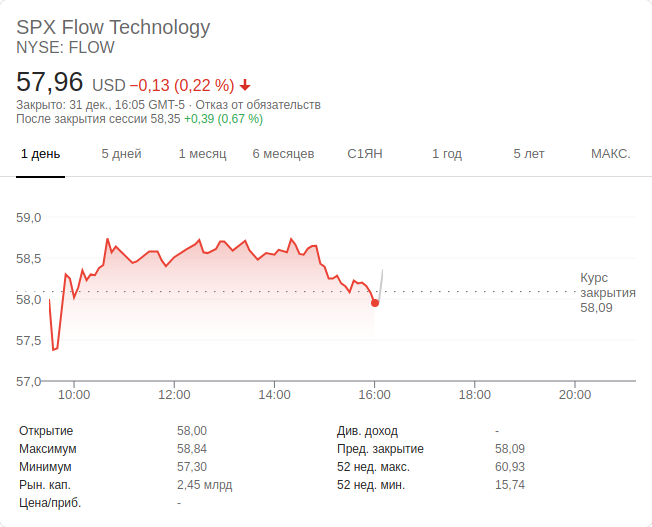 SPX Flow Technology
NYSE: FLOW
57,96 USD −0,13 (0,22 %)
Закрыто: 31 дек., 16:05 GMT-5 · Отказ от обязательств
После закрытия сессии 58,35 +0,39 (0,67 %)
1 день 5 дней 1 месяц 6 месяцев С1ЯН 1 год 5 лет МАКС.
59,0
58,5
58,0
57,5
57,0
Курс
закрытия
58,09
10:00 12:00 14:00 16:00 18:00 20:00
Открытие 58,00 Див. доход -
Максимум 58,84 Пред. закрытие 58,09
Минимум 57,30 52 нед. макс. 60,93
Рын. кап. 2,45 млрд 52 нед. мин. 15,74
Цена/приб. -